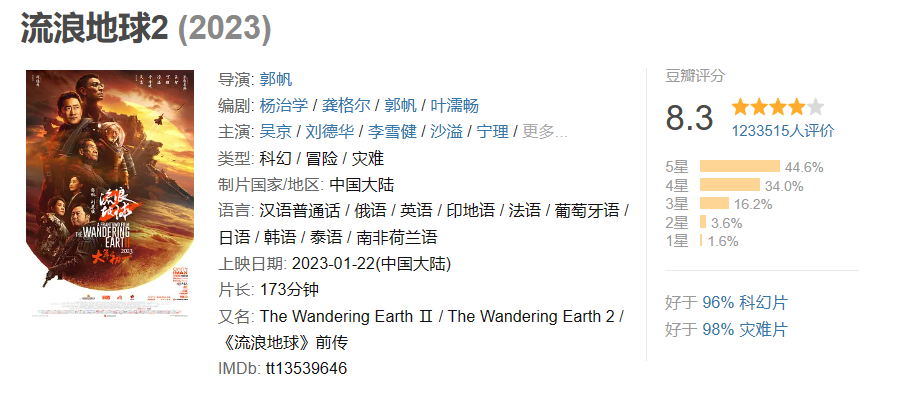 流浪地球2 (2023)
流浪
地球
THE WANDERING
EARTH II
大年初一
导演: 郭帆
编剧: 杨治学 / 龚格尔 / 郭帆 / 叶濡畅
主演: 吴京 / 刘德华 / 李雪健 / 沙溢 / 宁理 / 更多...
类型: 科幻 / 冒险 / 灾难
制片国家/地区: 中国大陆
语言: 汉语普通话 / 俄语 / 英语 / 印地语 / 法语 / 葡萄牙语 /
日语 / 韩语 / 泰语 / 南非荷兰语
上映日期: 2023-01-22(中国大陆)
片长: 173分钟
又名: The Wandering Earth Ⅱ / The Wandering Earth 2 /
《流浪地球》前传
IMDb: tt13539646
豆瓣评分
8.3
1233515人评价
5星 44.6%
4星 34.0%
3星 16.2%
2星 3.6%
1星 1.6%
好于 96% 科幻片
好于 98% 灾难片